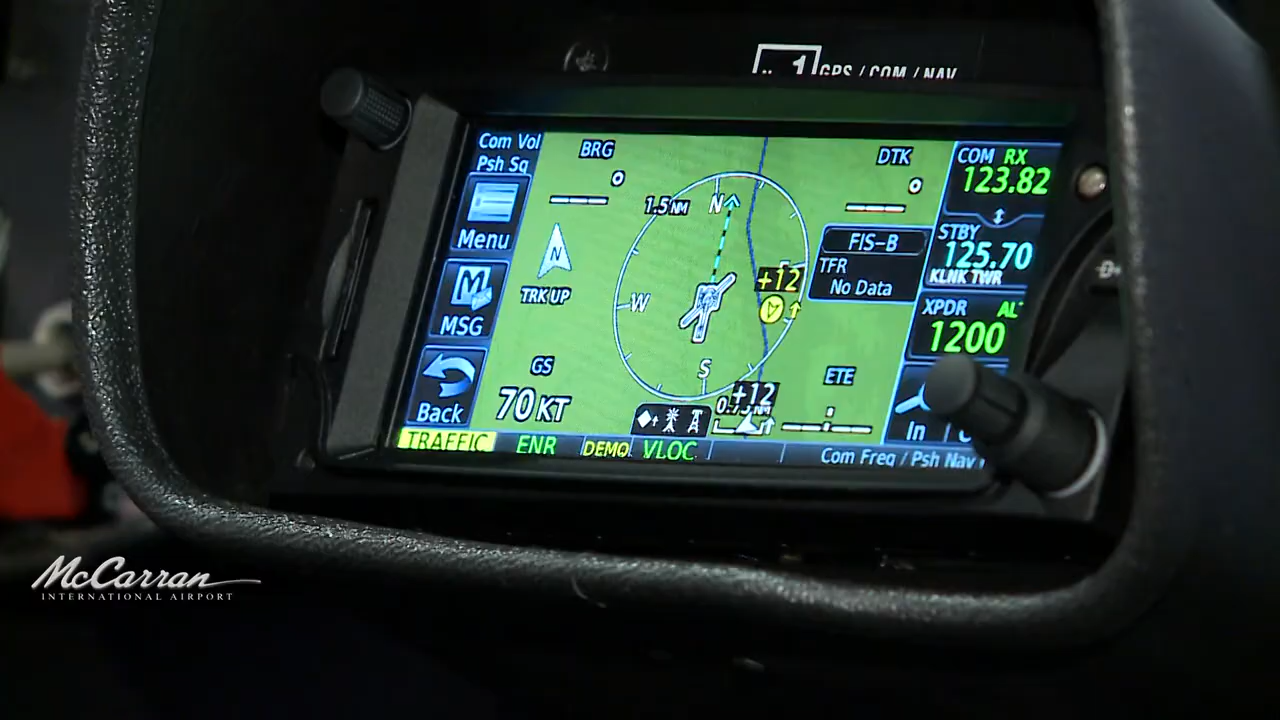 1 GPS / COM / NAV
Com Vol
Psh Sq
Menu
MSG
Back
BRG
0
1.5NM
N
N
TRK UP
W
S
GS
70KT
DTK
0
+12
FIS-B
TFR
No Data
ETE
+12
COM RX
123.82
STBY
125.70
KLNK TWR
XPDR
1200
In
TRAFFIC
ENR
DEMO
VLOC
Com Freq / Psh Nav
McCarran
INTERNATIONAL AIRPORT